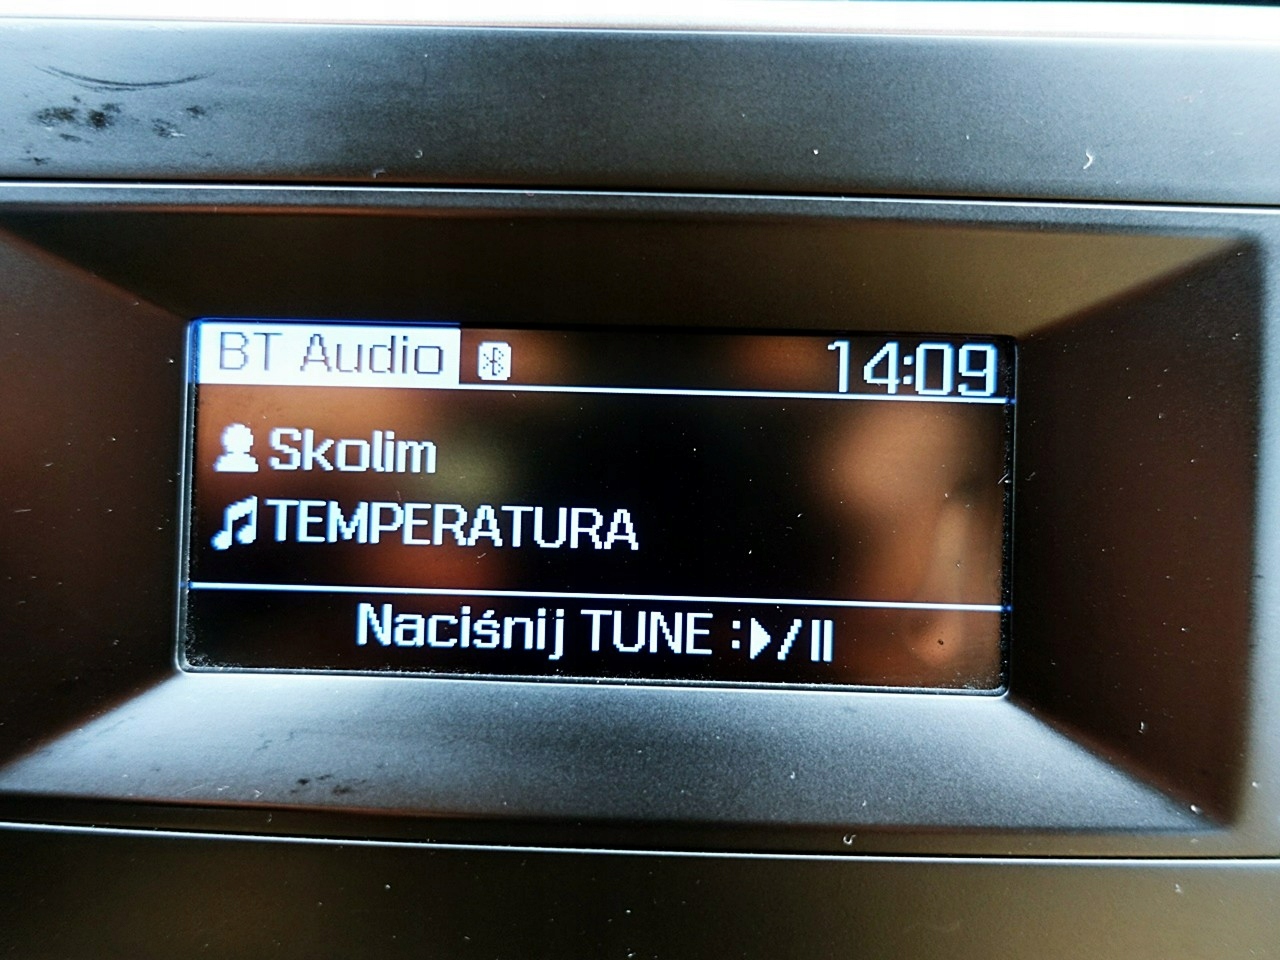 BT Audio 14:09
Skolim
TEMPERATURA
Naciśnij TUNE :▶/II